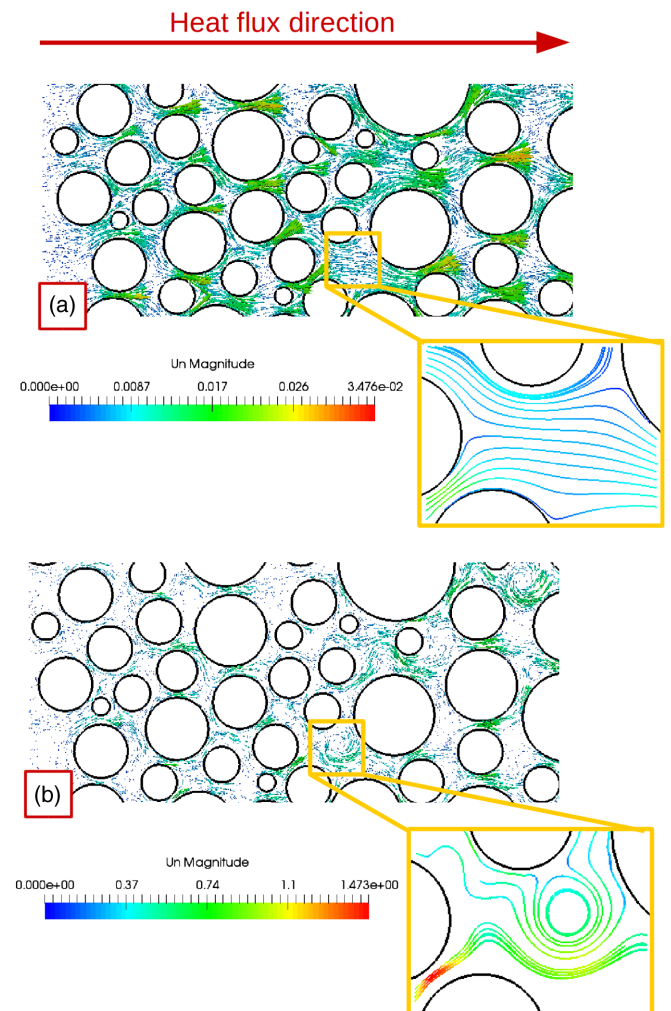 Heat flux direction
(a)
Un Magnitude
0.000e+00 0.0087 0.017 0.026 3.476e-02
(b)
Un Magnitude
0.000e+00 0.37 0.74 1.1 1.473e+00